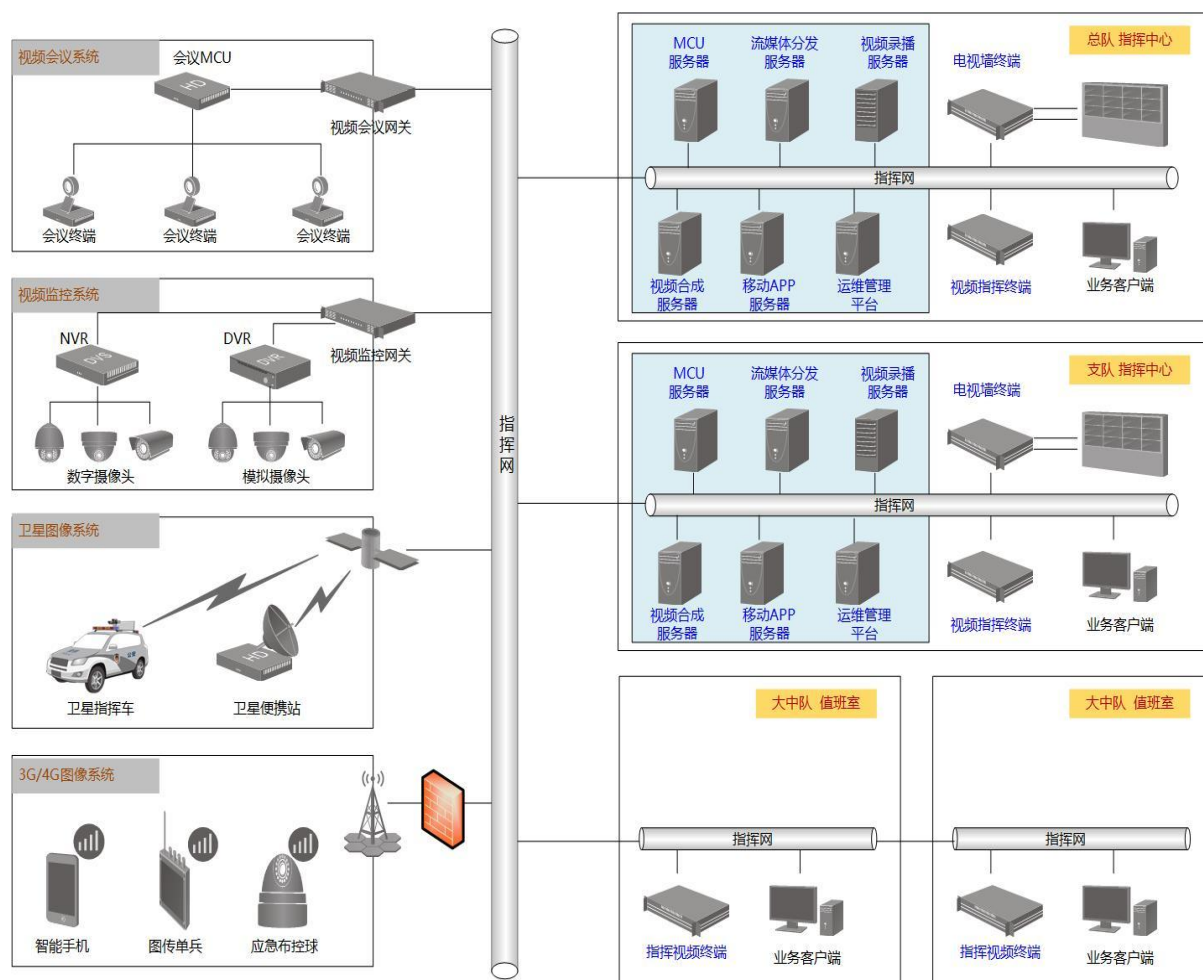 视频会议系统
会议MCU
HD
视频会议网关
会议终端
会议终端
会议终端
视频监控系统
NVR
DVR
DVS
DVR
视频监控网关
数字摄像头
模拟摄像头
卫星图像系统
HD
卫星指挥车
卫星便携站
3G/4G图像系统
智能手机
图传单兵
应急布控球
指
挥
网
总队 指挥中心
MCU
服务器
流媒体分发
服务器
视频录播
服务器
电视墙终端
指挥网
视频合成
服务器
移动APP
服务器
运维管理
平台
视频指挥终端
业务客户端
支队 指挥中心
MCU
服务器
流媒体分发
服务器
视频录播
服务器
电视墙终端
指挥网
视频合成
服务器
移动APP
服务器
运维管理
平台
视频指挥终端
业务客户端
大中队 值班室
指挥网
指挥视频终端
业务客户端
大中队 值班室
指挥网
指挥视频终端
业务客户端